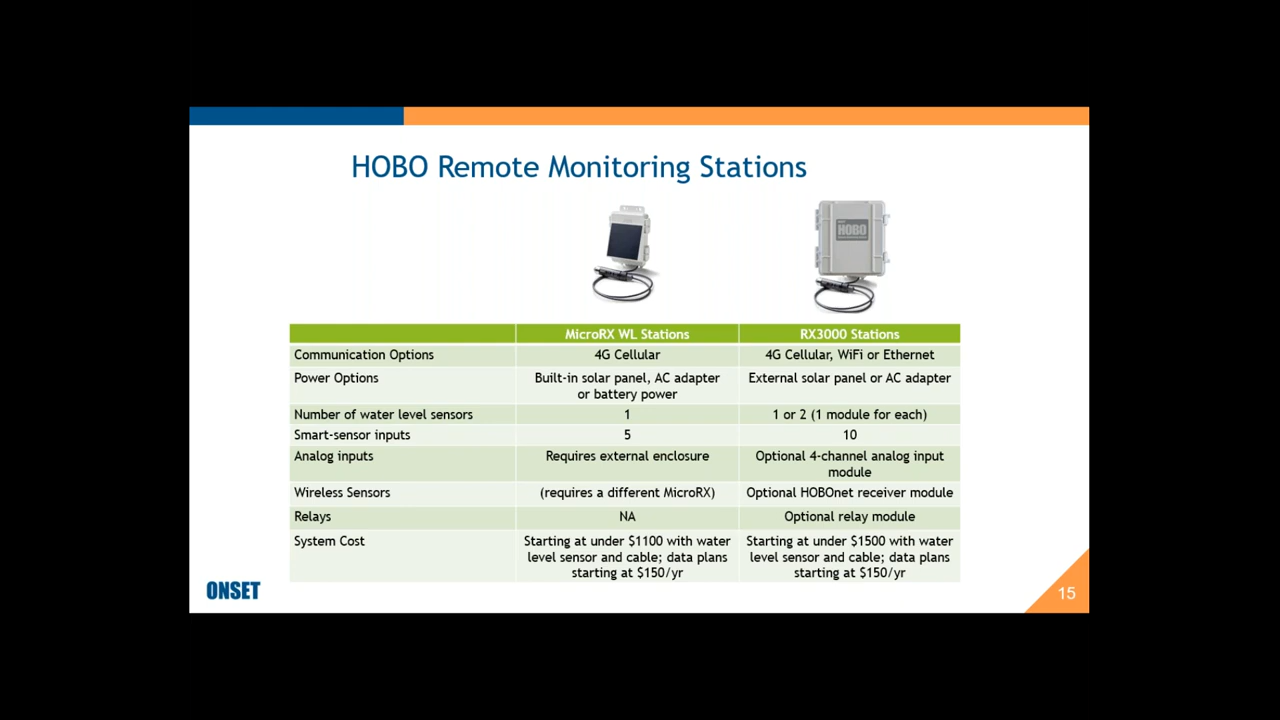 HOBO Remote Monitoring Stations
HOBO
MicroRX WL Stations
RX3000 Stations
Communication Options
4G Cellular
4G Cellular, WiFi or Ethernet
Power Options
Built-in solar panel, AC adapter
or battery power
External solar panel or AC adapter
Number of water level sensors
1
1 or 2 (1 module for each)
Smart-sensor inputs
5
10
Analog inputs
Requires external enclosure
Optional 4-channel analog input
module
Wireless Sensors
(requires a different MicroRX)
Optional HOBOnet receiver module
Relays
NA
Optional relay module
System Cost
Starting at under $1100 with water
level sensor and cable; data plans
starting at $150/yr
Starting at under $1500 with water
level sensor and cable; data plans
starting at $150/yr
ONSET
15